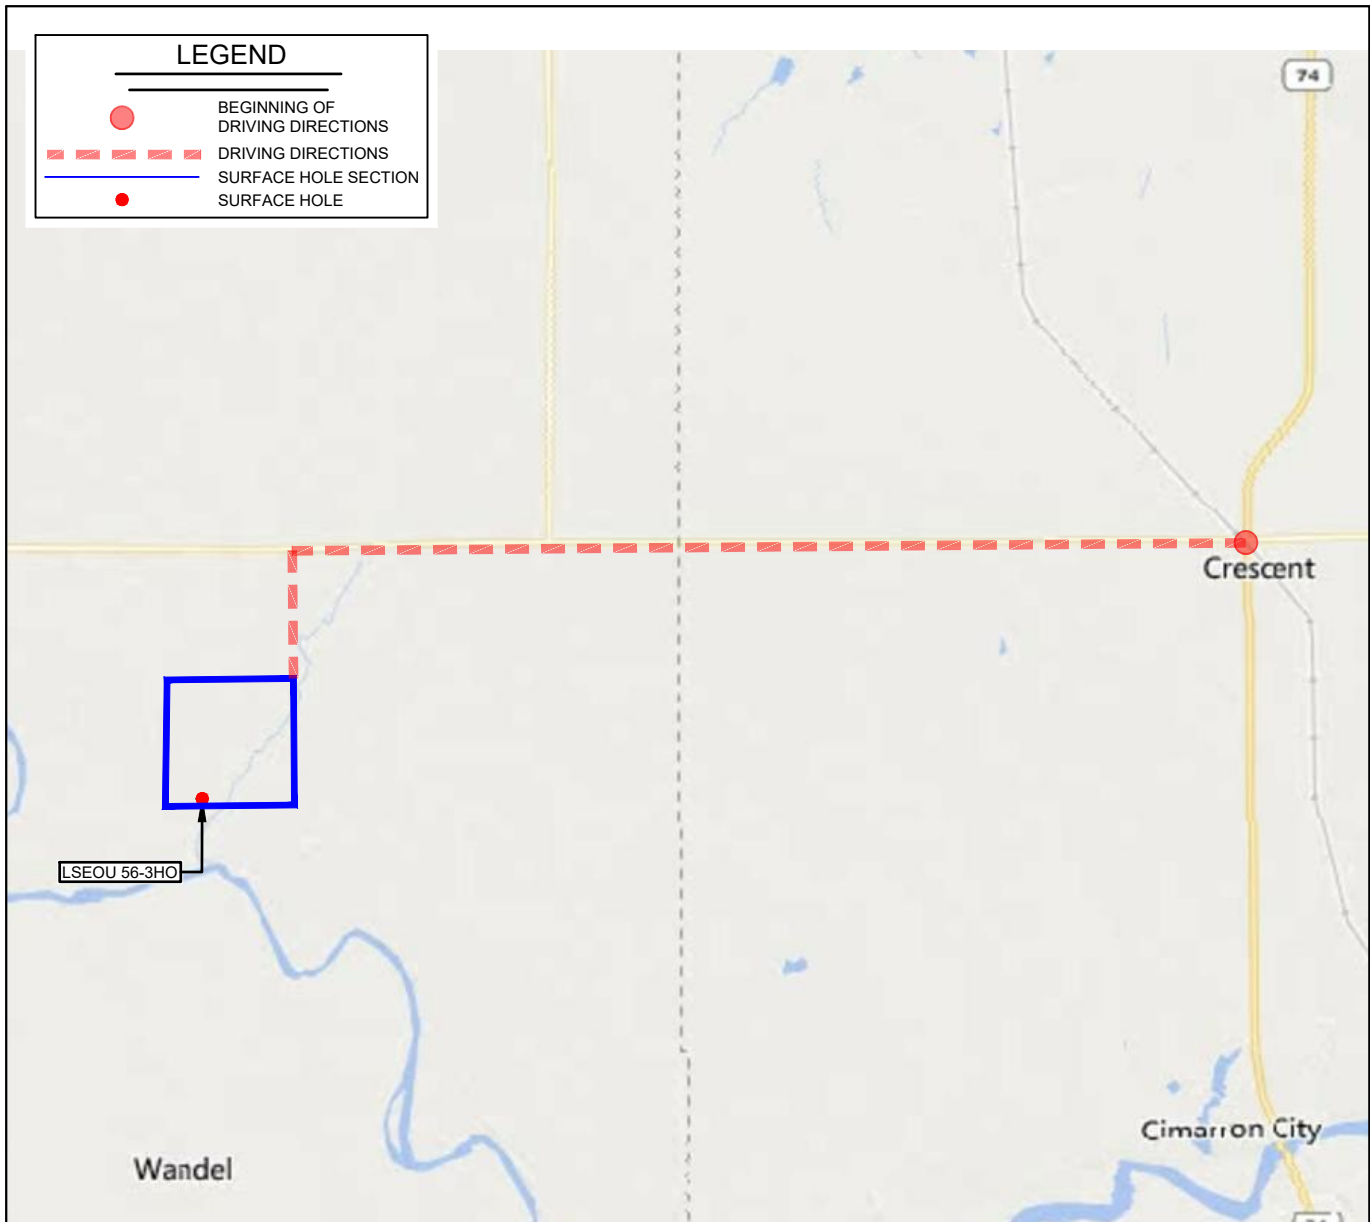 LEGEND
BEGINNING OF
DRIVING DIRECTIONS
DRIVING DIRECTIONS
SURFACE HOLE SECTION
SURFACE HOLE
74
Crescent
LSEOU 56-3HO
Cimarron City
Wandel